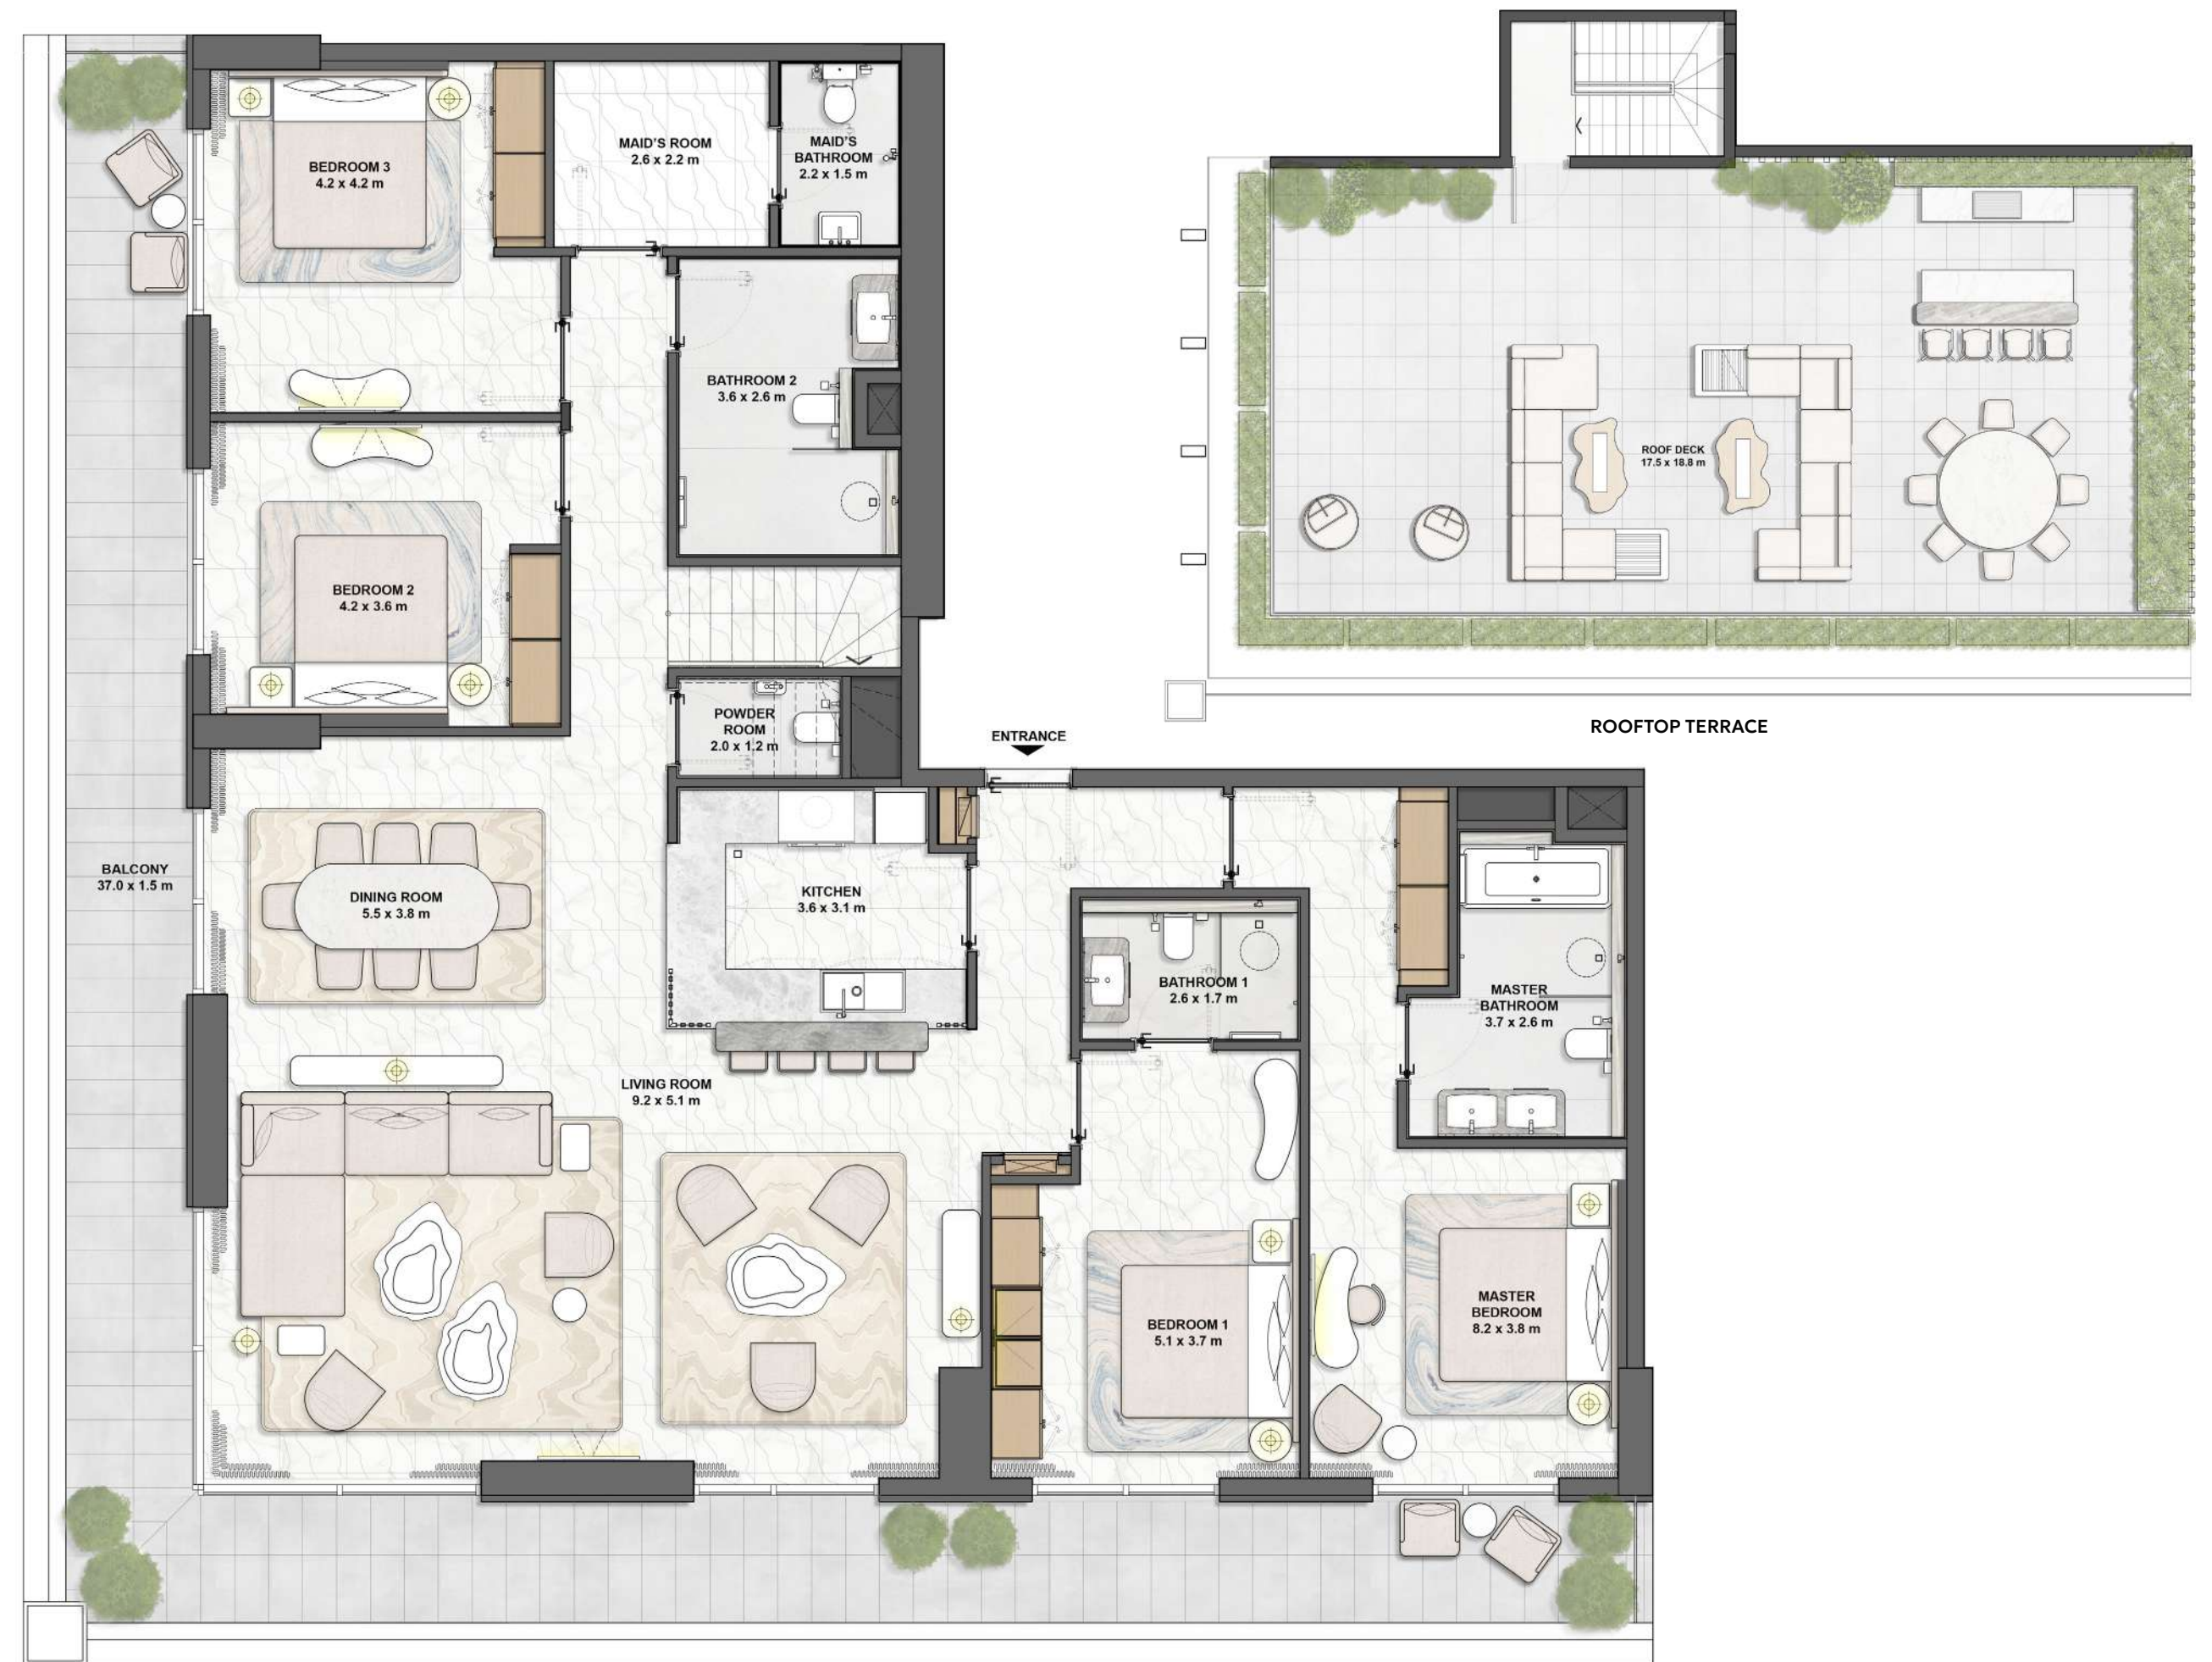 BEDROOM 3
4.2 x 4.2 m
MAID'S ROOM
2.6 x 2.2 m
MAID'S
BATHROOM
2.2 x 1.5 m
BATHROOM 2
3.6 x 2.6 m
BEDROOM 2
4.2 x 3.6 m
POWDER
ROOM
2.0 x 1.2 m
ROOF DECK
17.5 x 18.8 m
ROOFTOP TERRACE
ENTRANCE
BALCONY
37.0 x 1.5 m
DINING ROOM
5.5 x 3.8 m
KITCHEN
3.6 x 3.1 m
BATHROOM 1
2.6 x 1.7 m
MASTER
BATHROOM
3.7 x 2.6 m
LIVING ROOM
9.2 x 5.1 m
BEDROOM 1
5.1 x 3.7 m
MASTER
BEDROOM
8.2 x 3.8 m